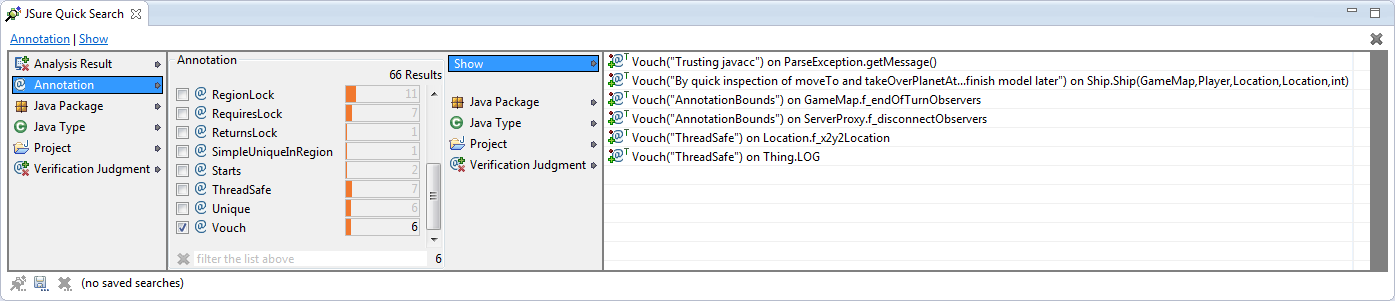 JSure Quick Search
Annotation | Show
Analysis Result
Annotation
Java Package
Java Type
Project
Verification Judgment
Annotation
66 Results
RegionLock 11
RequiresLock 7
ReturnsLock 1
SimpleUniqueInRegion 1
Starts 2
ThreadSafe 7
Unique 6
Vouch 6
filter the list above 6
Show
Java Package
Java Type
Project
Verification Judgment
Vouch("Trusting javacc") on ParseException.getMessage()
Vouch("By quick inspection of moveTo and takeOverPlanetAt...finish model later") on Ship.Ship(GameMap,Player,Location,Location,int)
Vouch("AnnotationBounds") on GameMap.f_endOfTurnObservers
Vouch("AnnotationBounds") on ServerProxy.f_disconnectObservers
Vouch("ThreadSafe") on Location.f_x2y2Location
Vouch("ThreadSafe") on Thing.LOG
(no saved searches)